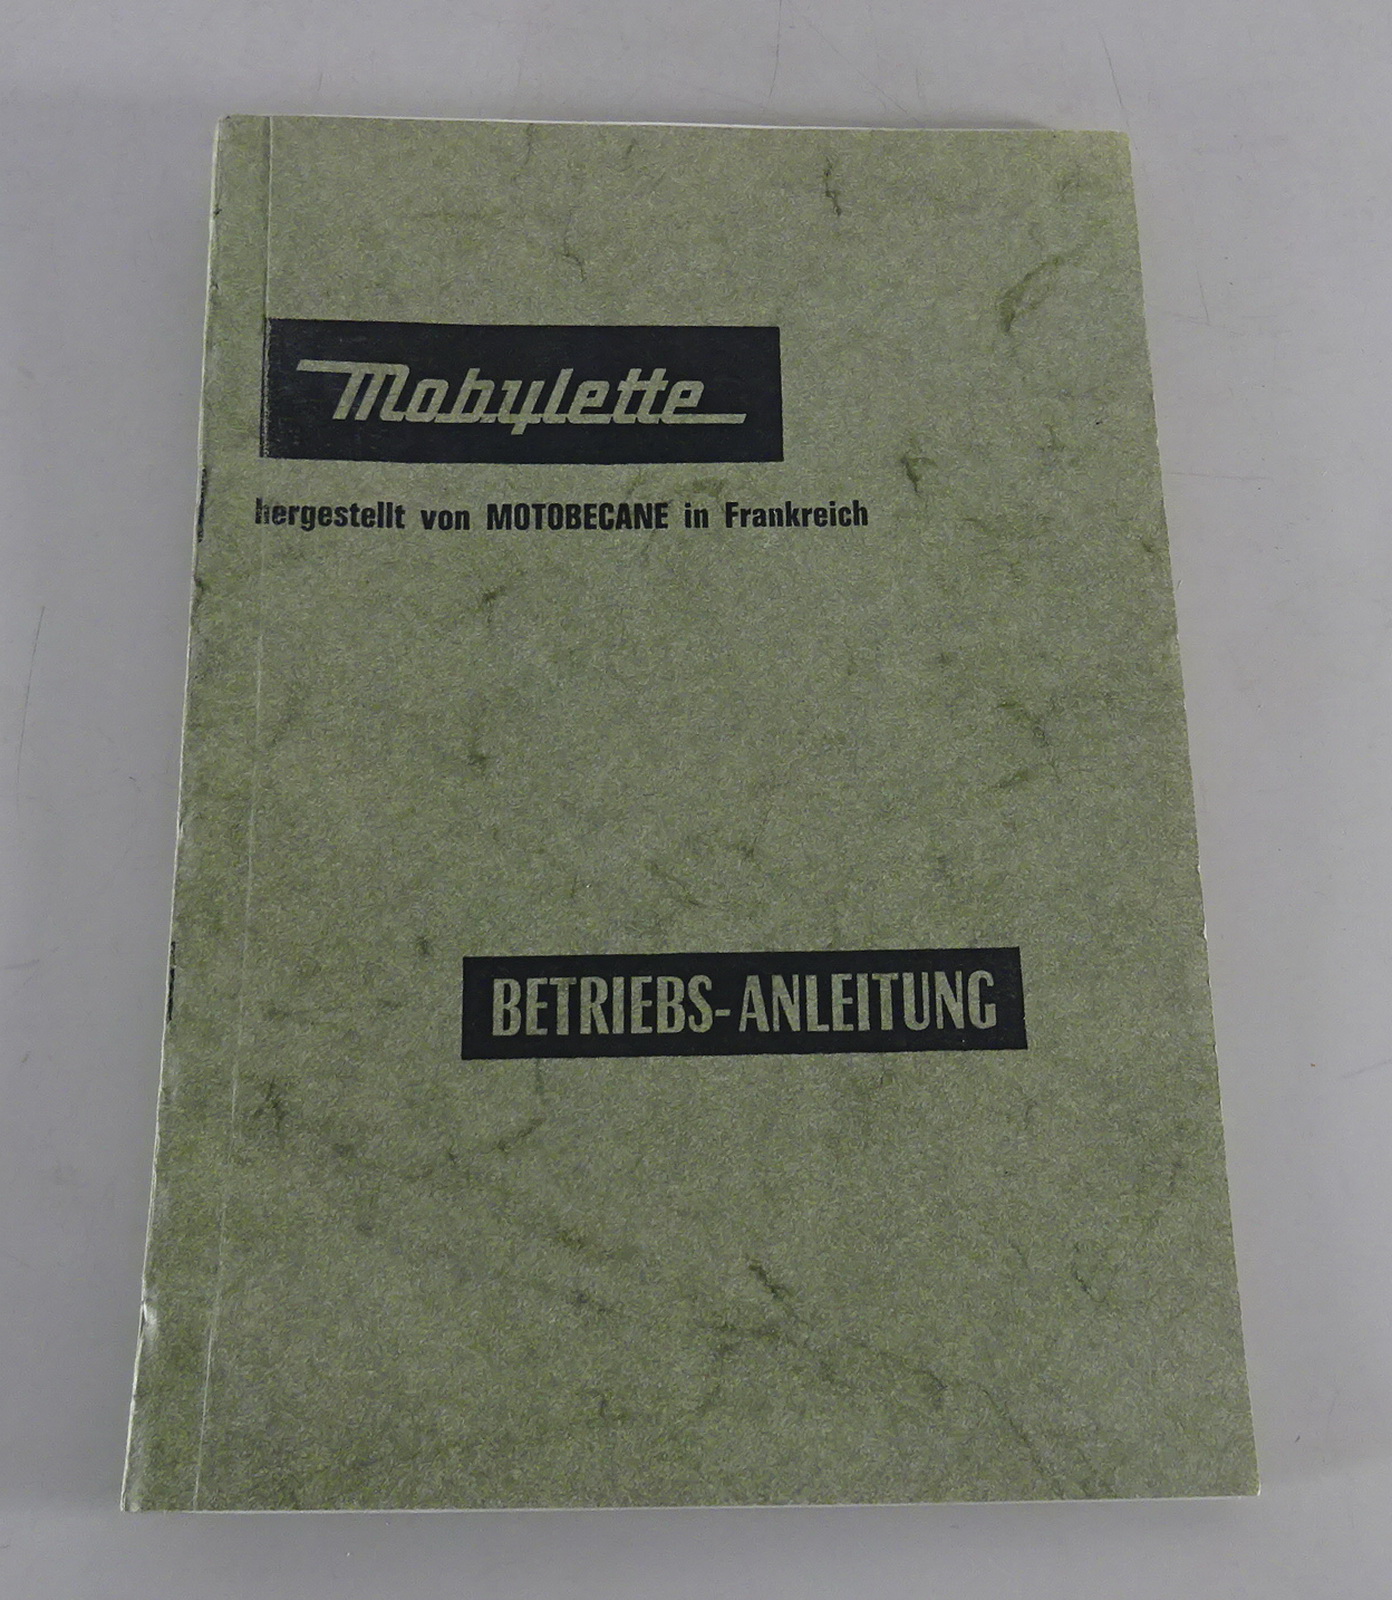 Mobylette
hergestellt von MOTOBECANE in Frankreich
BETRIEBS-ANLEITUNG